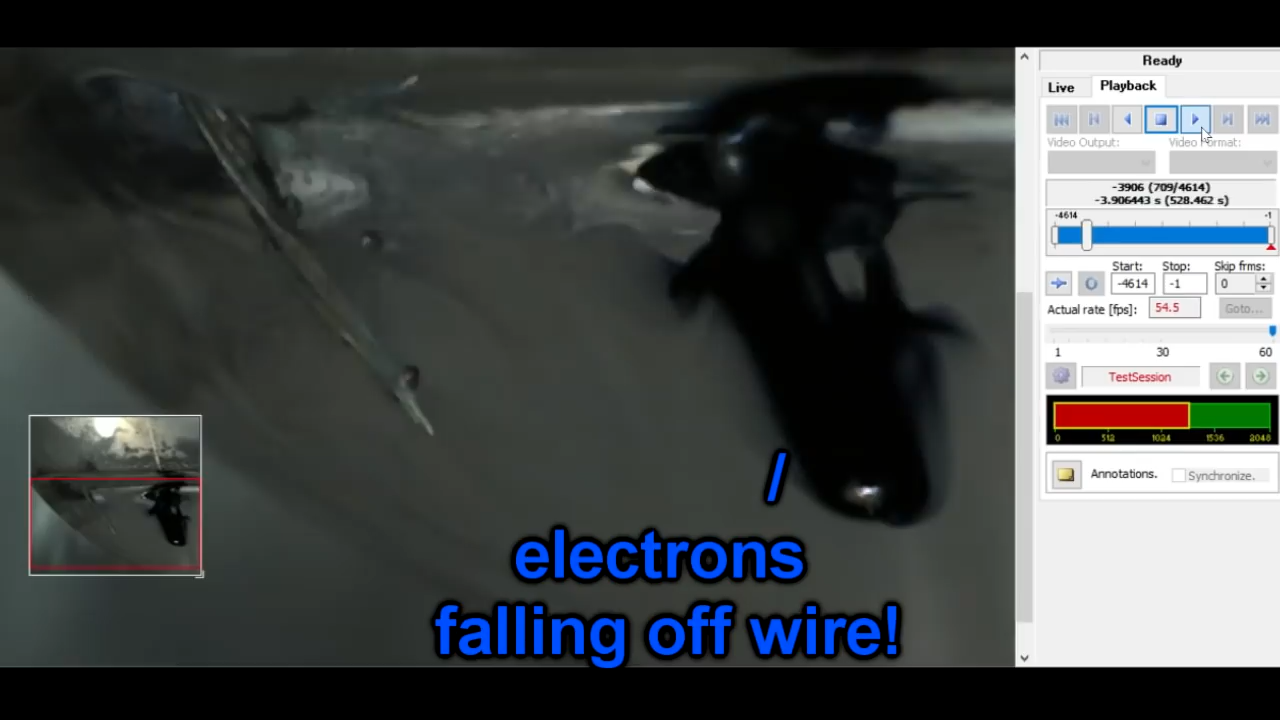 Ready
Live Playback
Video Output: Video Format:
-3906 (709/4614)
-3.906443 s (528.462 s)
-4614 -1
Start: Stop: Skip frms:
-4614 -1 0
Actual rate [fps]: 54.5 Goto...
1 30 60
TestSession
0 512 1024 1536 2048
Annotations. Synchronize.
/
electrons
falling off wire!